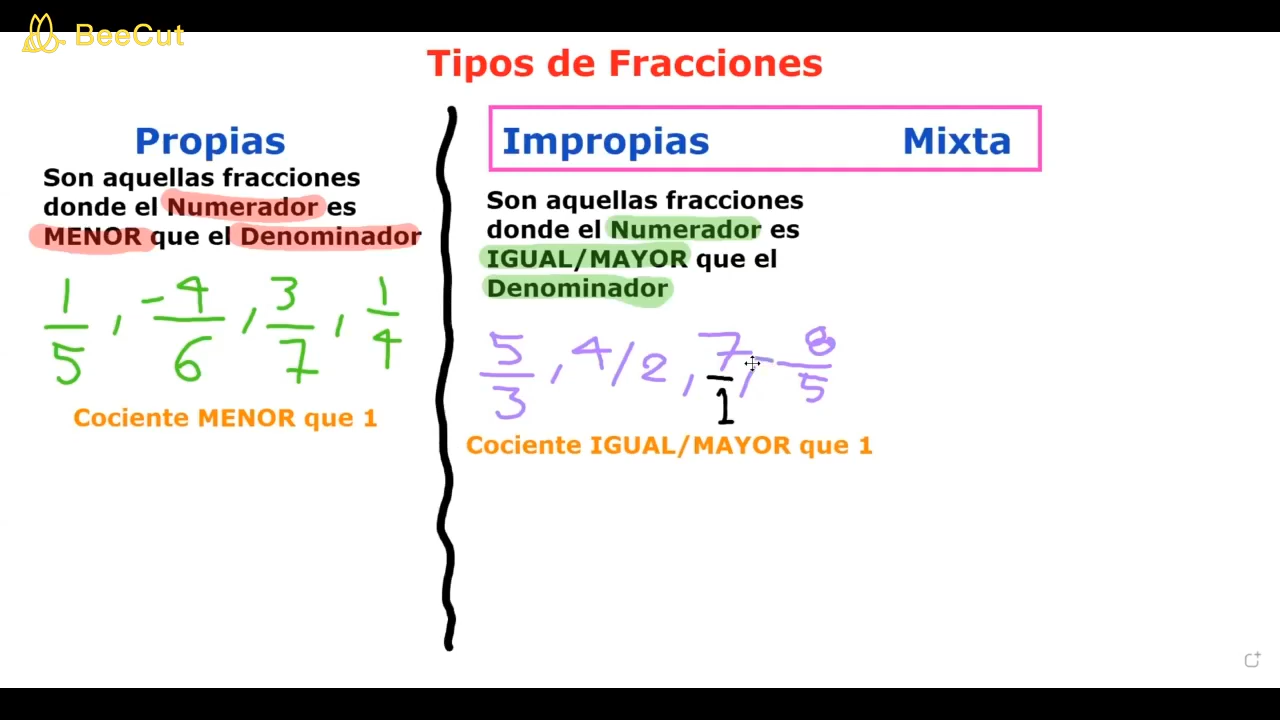 BeeCut
Tipos de Fracciones
Propias
Son aquellas fracciones
donde el Numerador es
MENOR que el Denominador
1/5 , -4/6 , 3/7 , 1/4
Cociente MENOR que 1
Impropias Mixta
Son aquellas fracciones
donde el Numerador es
IGUAL/MAYOR que el
Denominador
5/3 , 4/2 , 7/1 , -8/5
Cociente IGUAL/MAYOR que 1